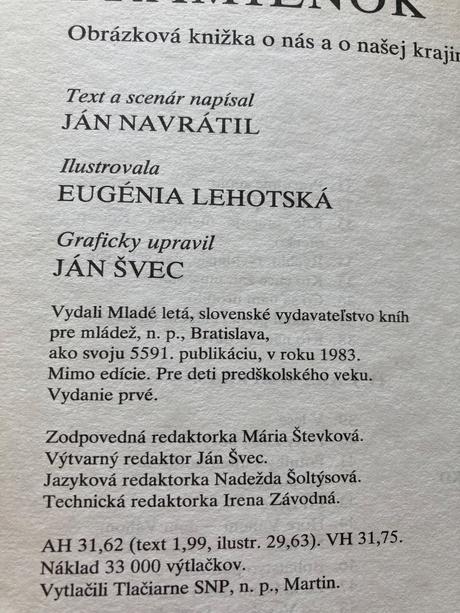 Obrázková knižka o nás a o našej
Text a scenár napísal
JÁN NAVRÁTIL
Ilustrovala
EUGÉNIA LEHOTSKÁ
Graficky upravil
JÁN ŠVEC
Vydali Mladé letá, slovenské vydavateľstvo kníh
pre mládež, n. p., Bratislava,
ako svoju 5591. publikáciu, v roku 1983.
Mimo edície. Pre deti predškolského veku.
Vydanie prvé.
Zodpovedná redaktorka Mária Števková.
Výtvarný redaktor Ján Švec.
Jazyková redaktorka Nadežda Šoltýsová.
Technická redaktorka Irena Závodná.
AH 31,62 (text 1,99, ilustr. 29,63). VH 31,75.
Náklad 33 000 výtlačkov.
Vytlačili Tlačiarne SNP, n. p., Martin.